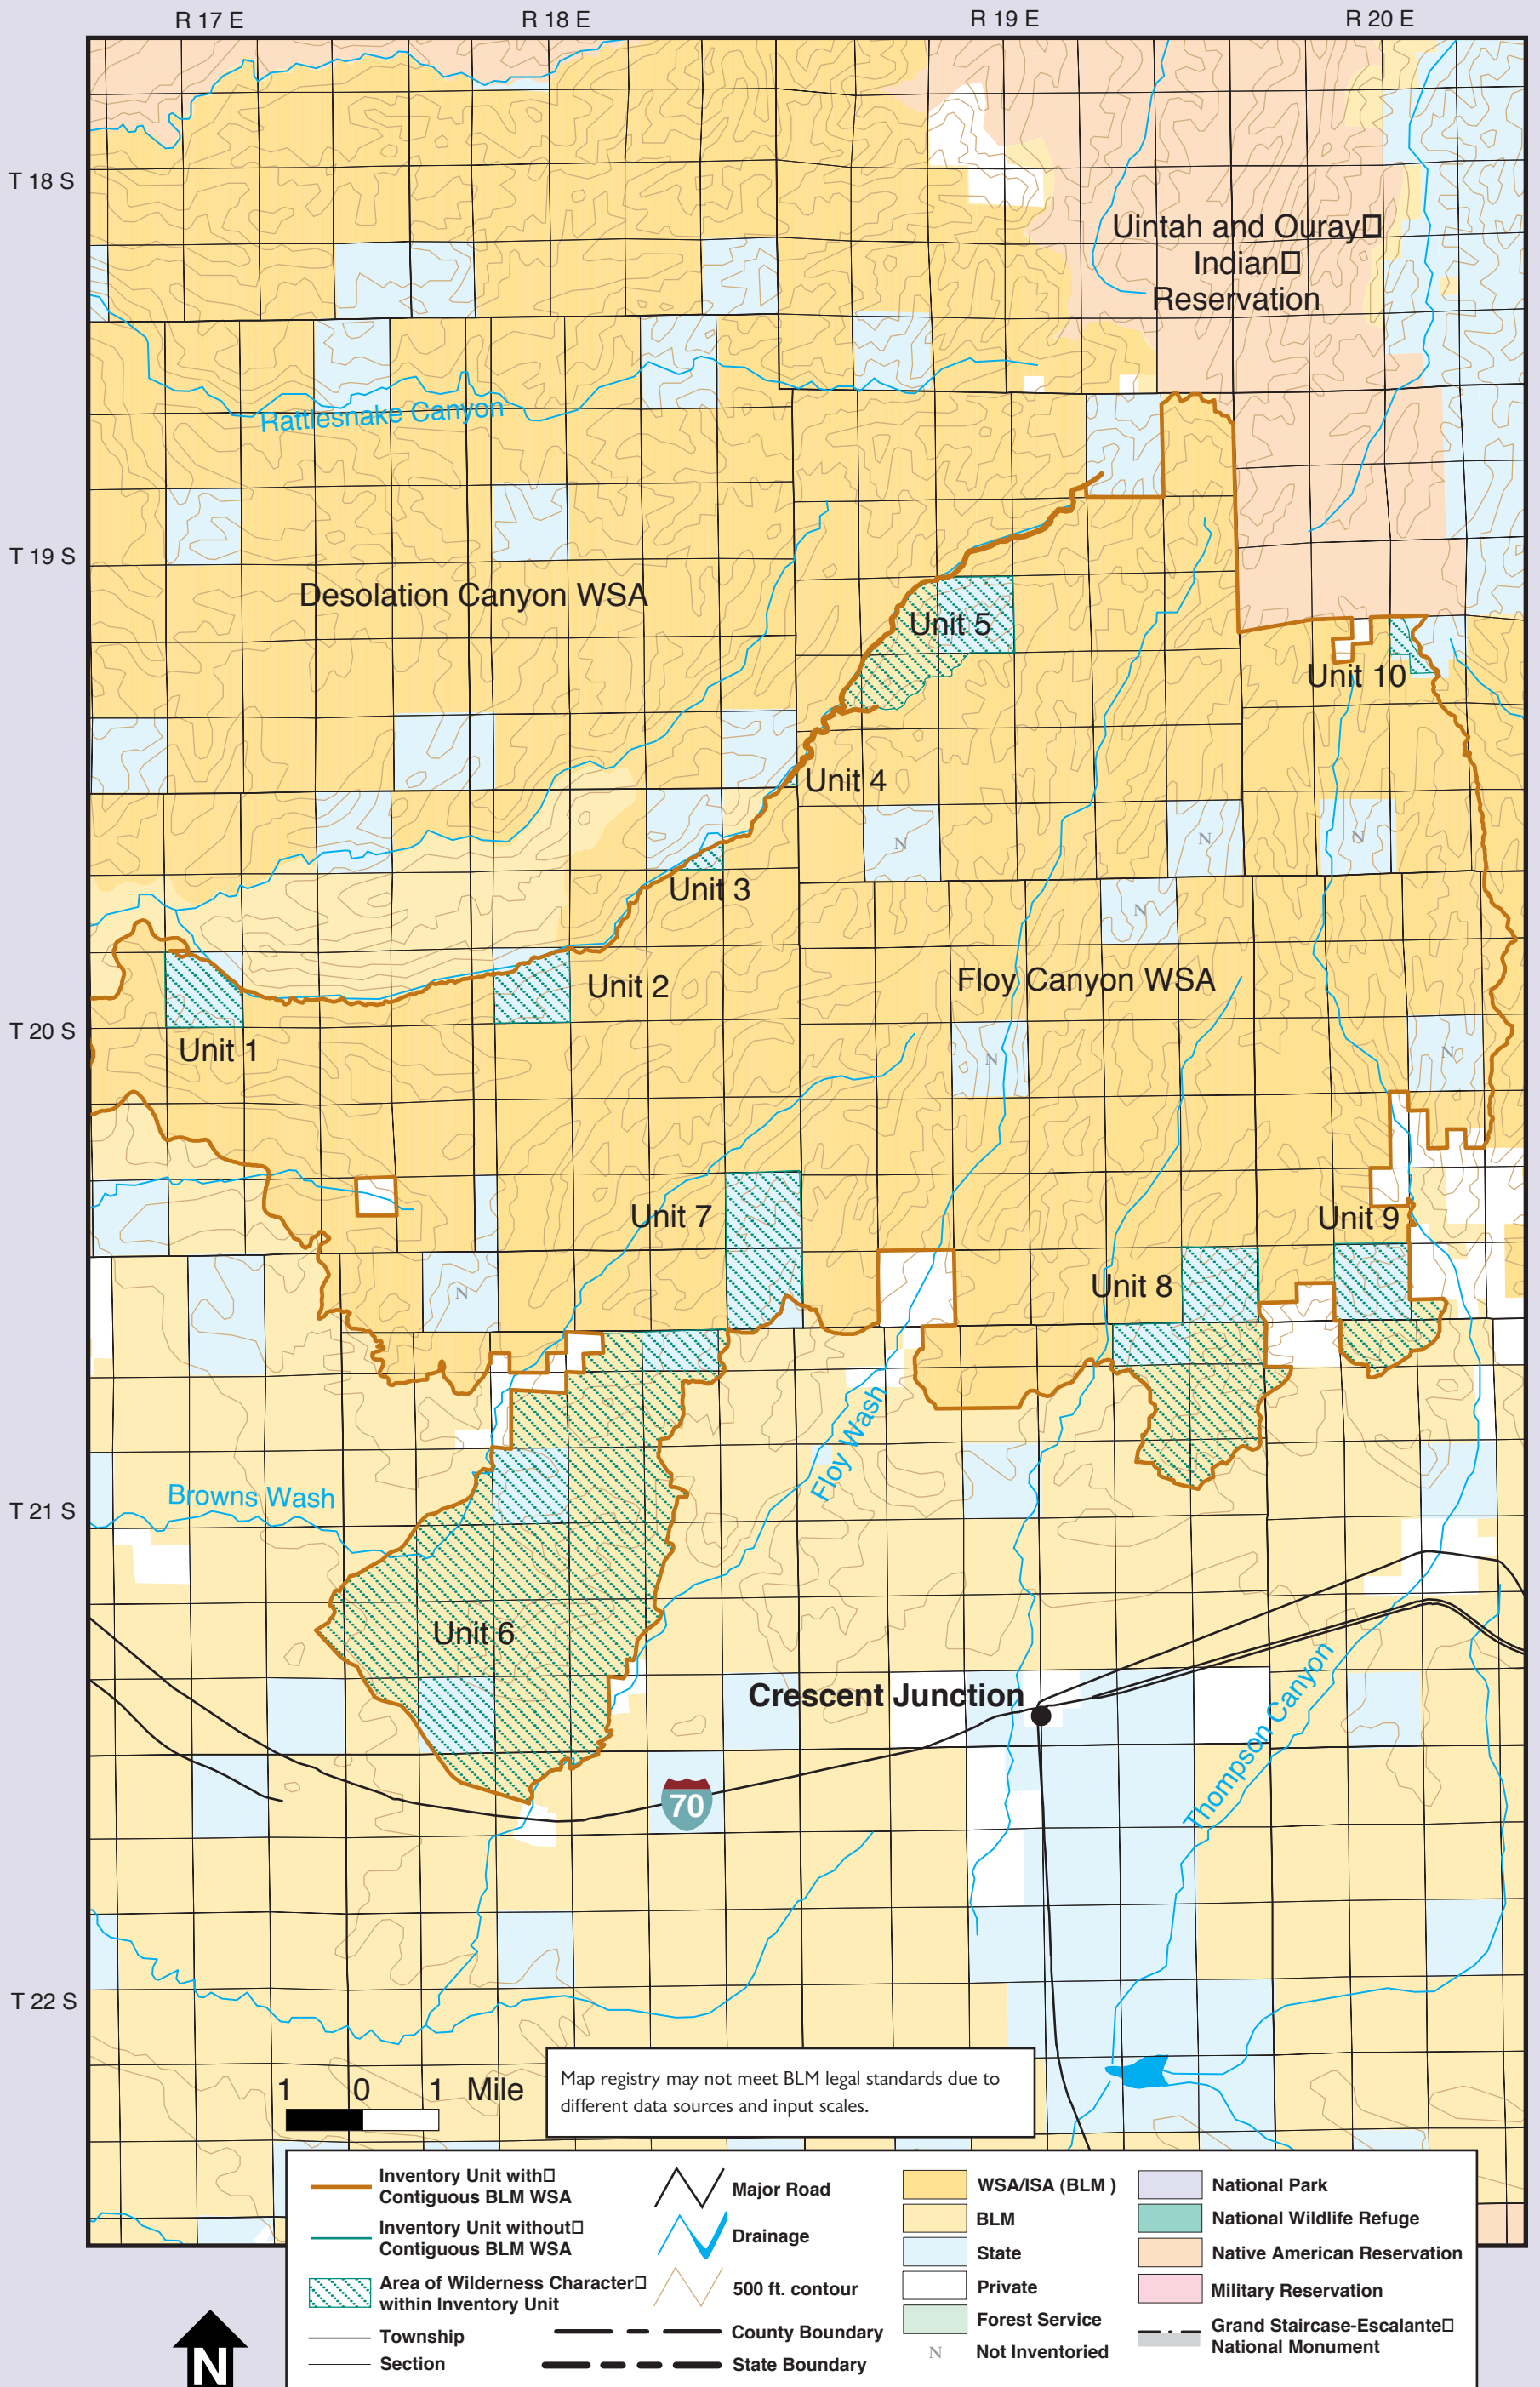 R 17 E
R 18 E
R 19 E
R 20 E
T 18 S
Uintah and Ouray
Indian
Reservation
Rattlesnake Canyon
T 19 S
Desolation Canyon WSA
Unit 5
Unit 10
Unit 4
N
N
N
Unit 3
N
Unit 2
Floy Canyon WSA
T 20 S
Unit 1
N
N
Unit 7
Unit 9
N
Unit 8
Floy Wash
Browns Wash
T 21 S
Unit 6
Crescent Junction
Thompson Canyon
70
T 22 S
1 0 1 Mile
Map registry may not meet BLM legal standards due to
different data sources and input scales.
Inventory Unit with
Contiguous BLM WSA
Inventory Unit without
Contiguous BLM WSA
Area of Wilderness Character
within Inventory Unit
Township
Section
Major Road
Drainage
500 ft. contour
County Boundary
State Boundary
WSA/ISA (BLM )
BLM
State
Private
Forest Service
N Not Inventoried
National Park
National Wildlife Refuge
Native American Reservation
Military Reservation
Grand Staircase-Escalante
National Monument
N